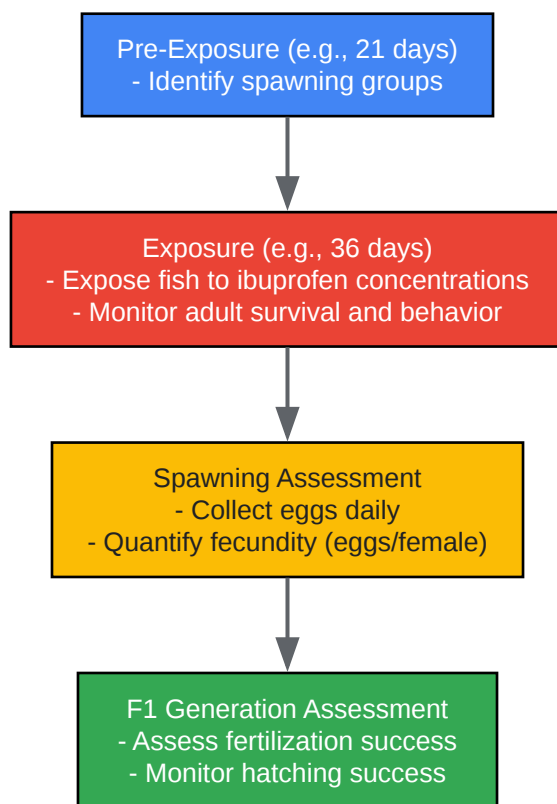 Pre-Exposure (e.g., 21 days)
- Identify spawning groups
Exposure (e.g., 36 days)
- Expose fish to ibuprofen concentrations
- Monitor adult survival and behavior
Spawning Assessment
- Collect eggs daily
- Quantify fecundity (eggs/female)
F1 Generation Assessment
- Assess fertilization success
- Monitor hatching success